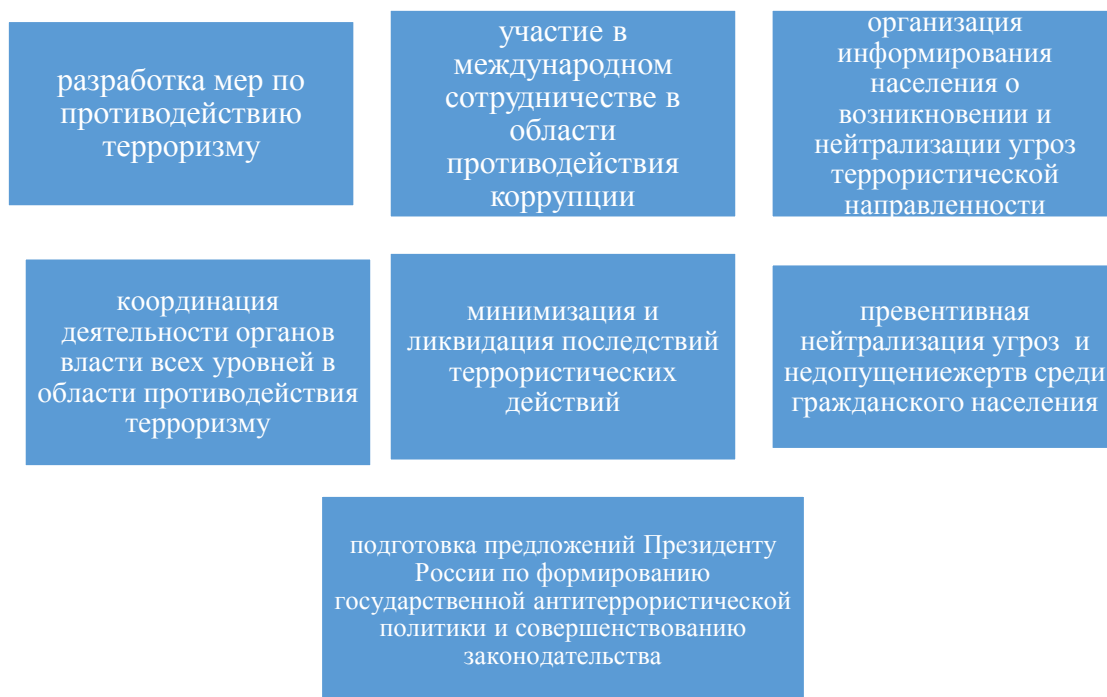 разработка мер по
противодействию
терроризму
участие в
международном
сотрудничестве в
области
противодействия
коррупции
организация
информирования
населения о
возникновении и
нейтрализации угроз
террористической
направленности
координация
деятельности органов
власти всех уровней в
области противодействия
терроризму
минимизация и
ликвидация последствий
террористических
действий
превентивная
нейтрализация угроз  и
недопущениежертв среди
гражданского населения
подготовка предложений Президенту
России по формированию
государственной антитеррористической
политики и совершенствованию
законодательства